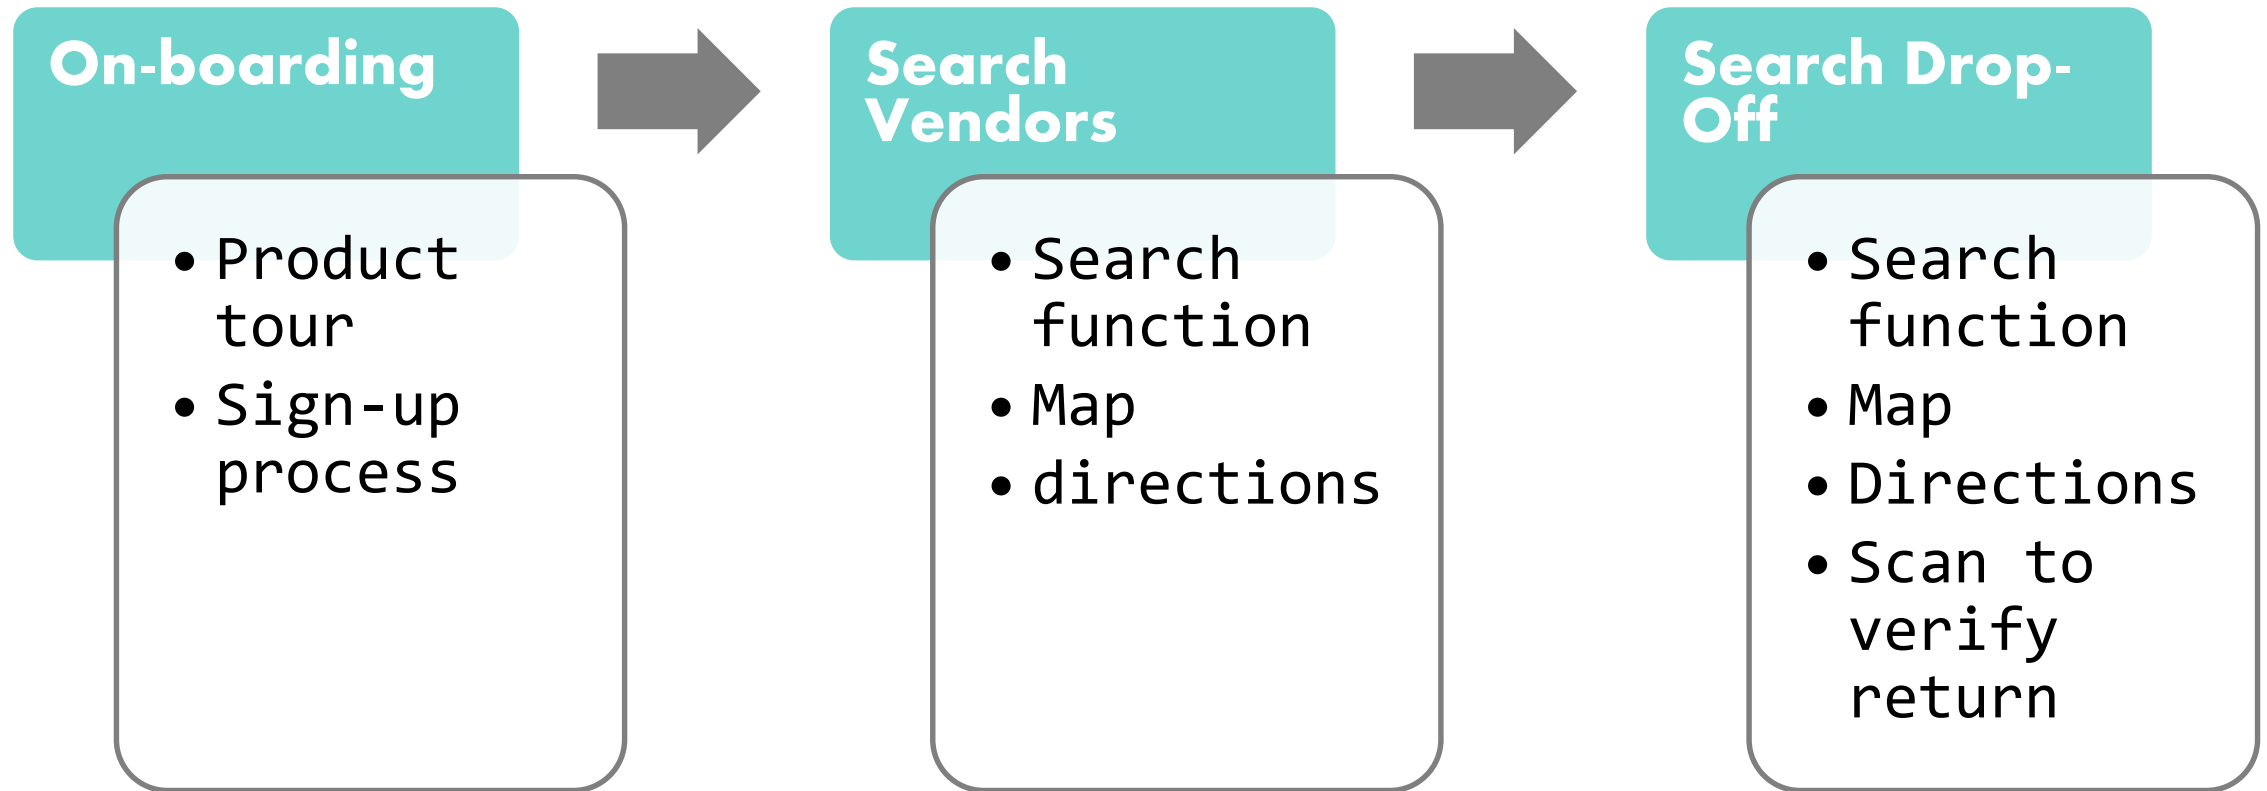 On-boarding
• Product
tour
• Sign-up
process
Search
Vendors
• Search
function
• Map
• directions
Search Drop-
Off
• Search
function
• Map
• Directions
• Scan to
verify
return